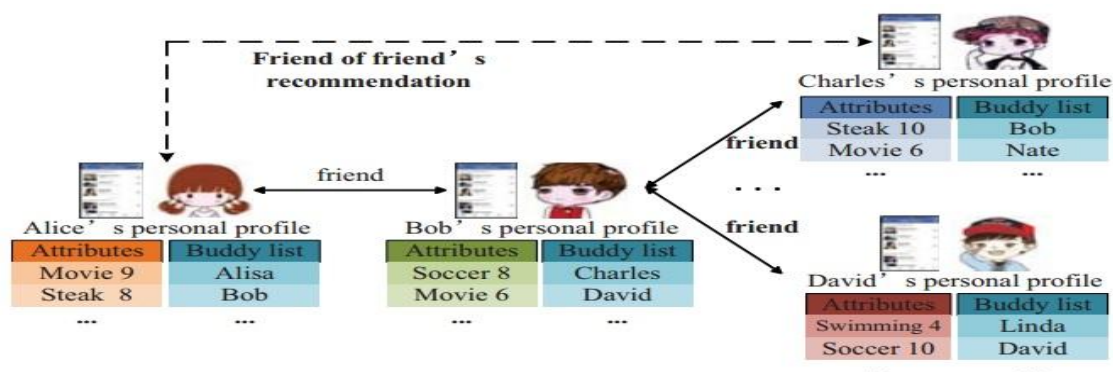 Friend of friend's
recommendation
Charles's personal profile
Attributes Buddy list
Steak 10 Bob
Movie 6 Nate
... ...
friend
friend
...
friend
Alice's personal profile
Attributes Buddy list
Movie 9 Alisa
Steak 8 Bob
... ...
Bob's personal profile
Attributes Buddy list
Soccer 8 Charles
Movie 6 David
... ...
David's personal profile
Attributes Buddy list
Swimming 4 Linda
Soccer 10 David